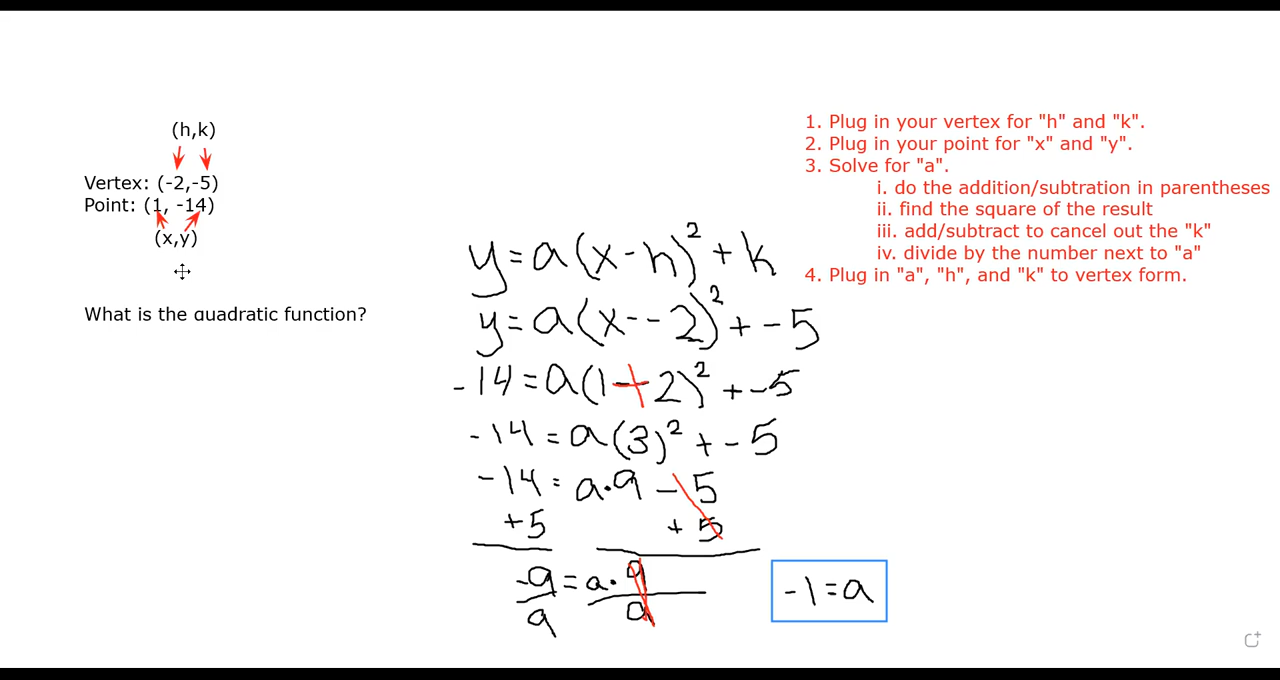 (h,k)
Vertex: (-2,-5)
Point: (1, -14)
(x,y)
What is the quadratic function?
y=a(x-h)²+k
y=a(x--2)²+-5
-14=a(1+2)²+-5
-14=a(3)²+-5
-14=a·9-5
+5 +5
-9=a·9
9 9
-1=a
1. Plug in your vertex for "h" and "k".
2. Plug in your point for "x" and "y".
3. Solve for "a".
i. do the addition/subtration in parentheses
ii. find the square of the result
iii. add/subtract to cancel out the "k"
iv. divide by the number next to "a"
4. Plug in "a", "h", and "k" to vertex form.